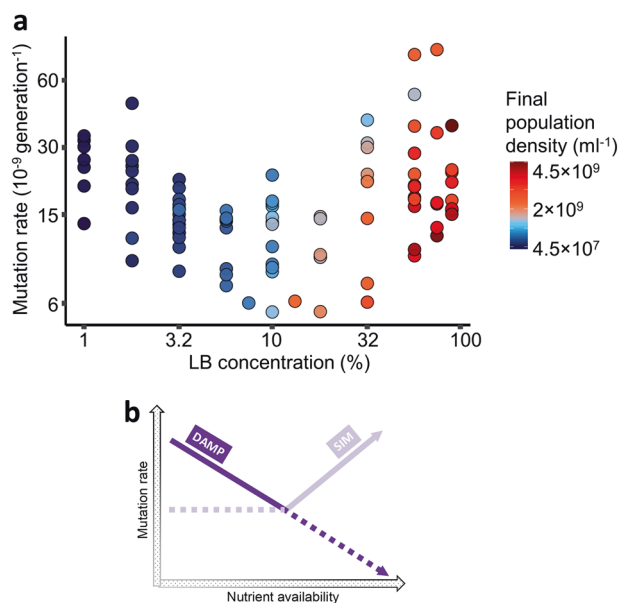 a
Mutation rate (10⁻⁹ generation⁻¹)
60
30
15
6
1
3.2
10
32
100
LB concentration (%)
Final
population
density (ml⁻¹)
4.5×10⁹
2×10⁹
4.5×10⁷
b
DAMP
SIM
Mutation rate
Nutrient availability